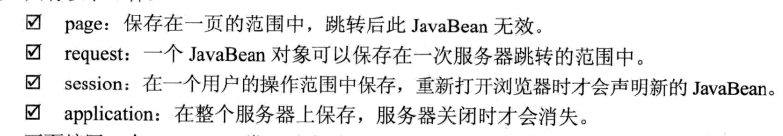 page：保存在一页的范围中，跳转后此 JavaBean 无效。
request：一个 JavaBean 对象可以保存在一次服务器跳转的范围中。
session：在一个用户的操作范围中保存，重新打开浏览器时才会声明新的 JavaBean。
application：在整个服务器上保存，服务器关闭时才会消失。